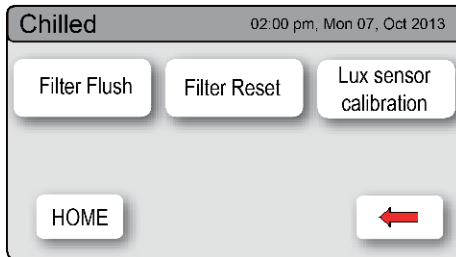 Chilled
02:00 pm, Mon 07, Oct 2013
Filter Flush
Filter Reset
Lux sensor
calibration
HOME